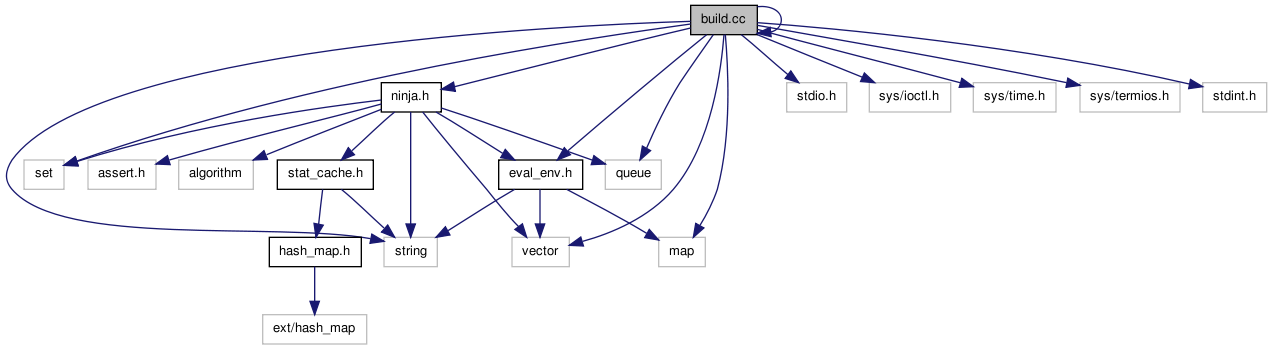 build.cc
ninja.h
stdio.h
sys/ioctl.h
sys/time.h
sys/termios.h
stdint.h
set
assert.h
algorithm
stat_cache.h
eval_env.h
queue
hash_map.h
string
vector
map
ext/hash_map